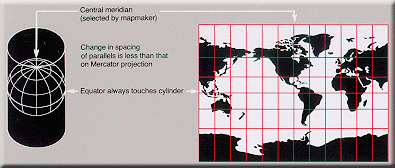 Central meridian
(selected by mapmaker)
Change in spacing
of parallels is less than that
on Mercator projection
Equator always touches cylinder